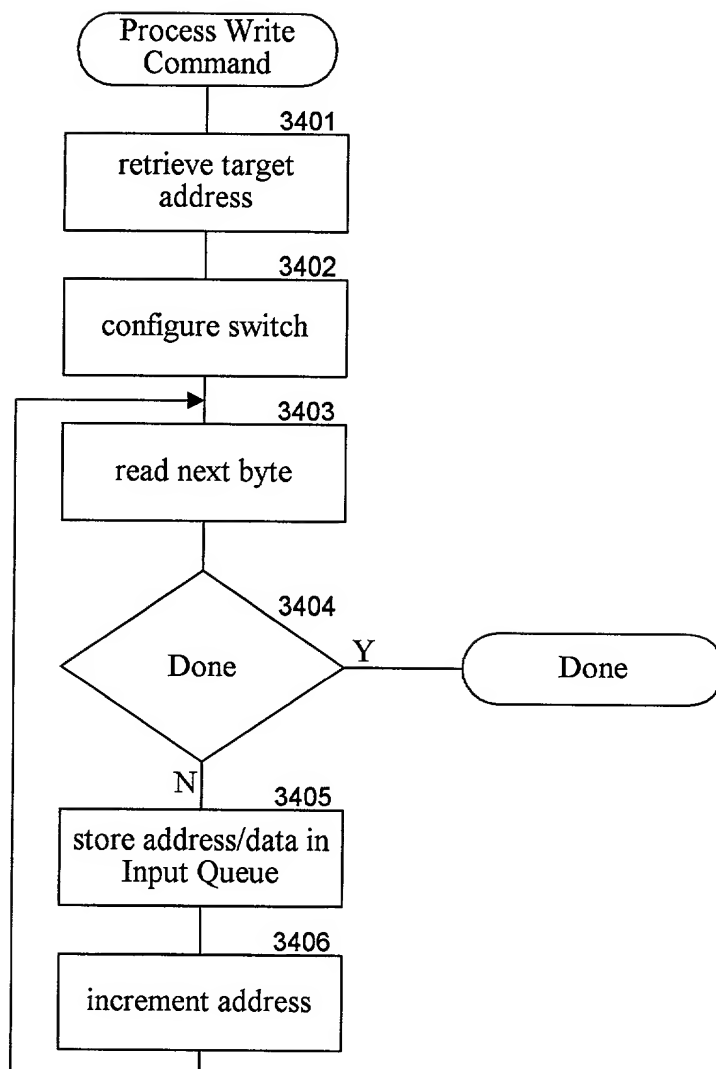 Process Write
Command
3401
retrieve target
address
3402
configure switch
3403
read next byte
3404
Done
Y
Done
N
3405
store address/data in
Input Queue
3406
increment address